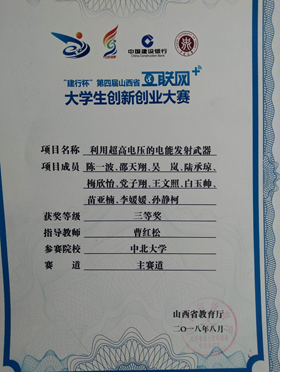 中国建设银行
China Construction Bank
"建行杯"第四届山西省互联网+
大学生创新创业大赛
项目名称 利用超高电压的电能发射武器
项目成员 陈一波、邵天翔、吴岚、陆承琼、
梅欣怡、党子翔、王文照、白玉帅、
苗亚楠、李媛媛、孙静柯
获奖等级 三等奖
指导教师 曹红松
参赛院校 中北大学
赛道 主赛道
山西省教育厅
二〇一八年八月